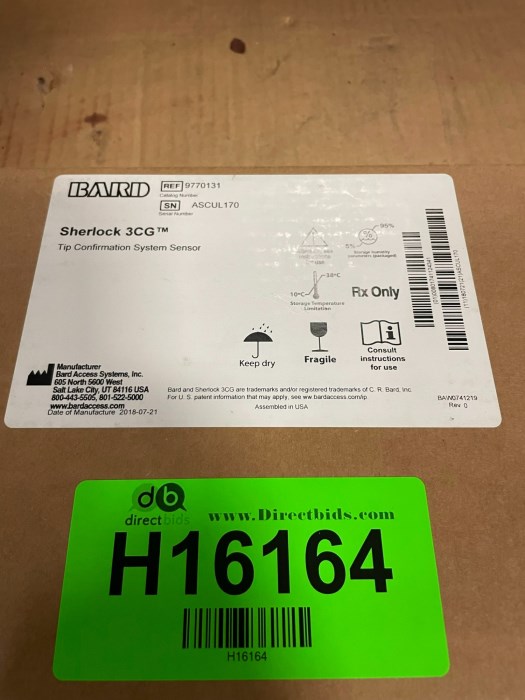 BARD
REF 9770131
Catalog Number
SN ASCUL170
Serial Number
Sherlock 3CG™
Tip Confirmation System Sensor
95%
5%
Storage humidity
30°C
10°C
Storage Temperature
Limitation
Rx Only
Keep dry
Fragile
Consult
instructions
for use
Manufacturer
Bard Access Systems, Inc.
605 North 5600 West
Salt Lake City, UT 84116 USA
800-443-5505, 801-522-5000
www.bardaccess.com
Date of Manufacture 2018-07-21
Bard and Sherlock 3CG are trademarks and/or registered trademarks of C. R. Bard, Inc.
For U.S. patent information that may apply, see ww.bardaccess.com/ip
Assembled in USA
BAW0741219
Rev: 0
db
directbids
www.Directbids.com
H16164
H16164